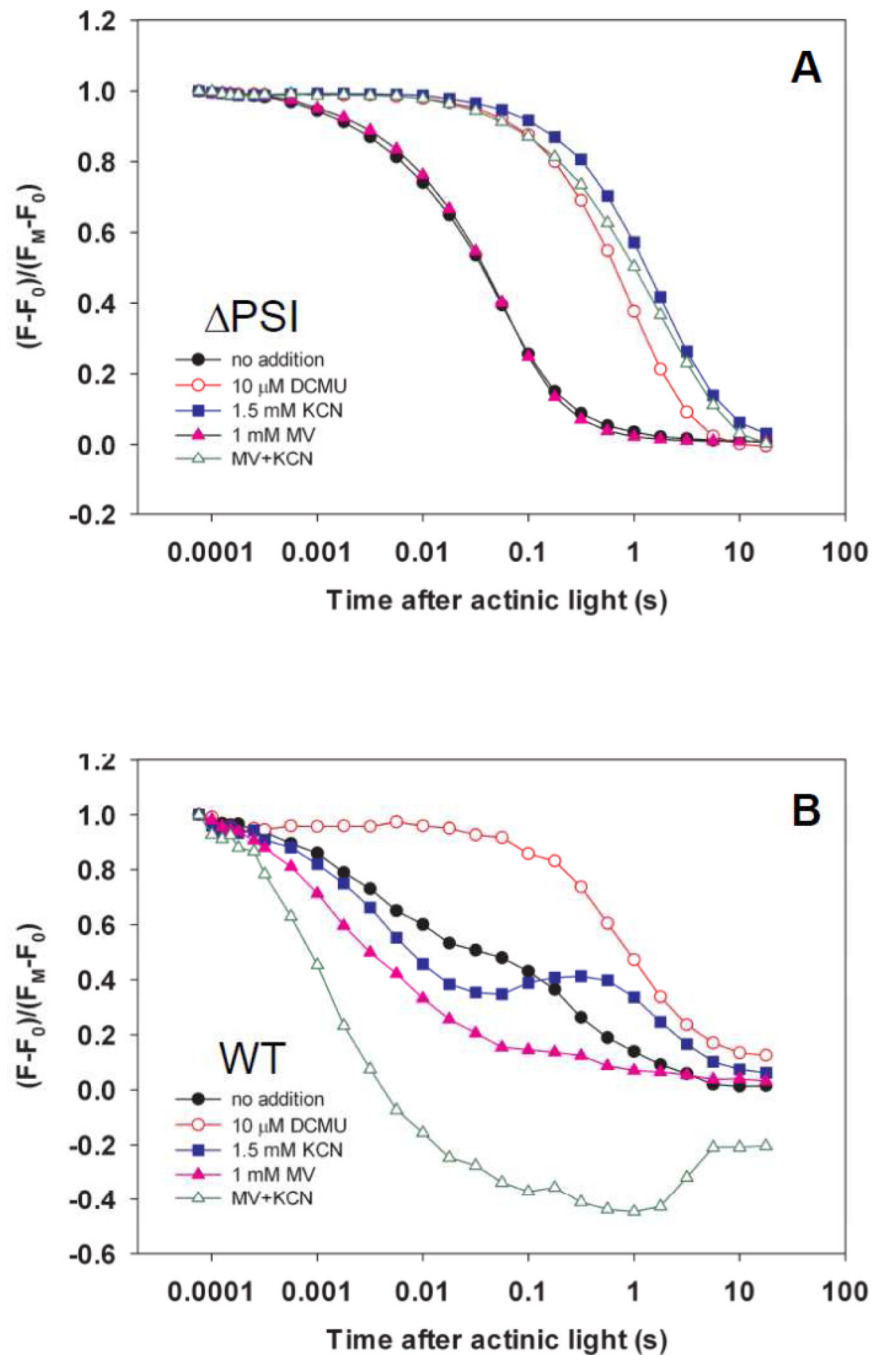 1.2
A
1.0
0.8
0.6
(F-F₀)/(F_M-F₀)
0.4
ΔPSI
no addition
0.2
10 μM DCMU
1.5 mM KCN
0.0
1 mM MV
MV+KCN
-0.2
0.0001 0.001 0.01 0.1 1 10 100
Time after actinic light (s)
1.2
B
1.0
0.8
0.6
(F-F₀)/(F_M-F₀)
0.4
0.2
WT
0.0
no addition
10 μM DCMU
-0.2
1.5 mM KCN
1 mM MV
-0.4
MV+KCN
-0.6
0.0001 0.001 0.01 0.1 1 10 100
Time after actinic light (s)